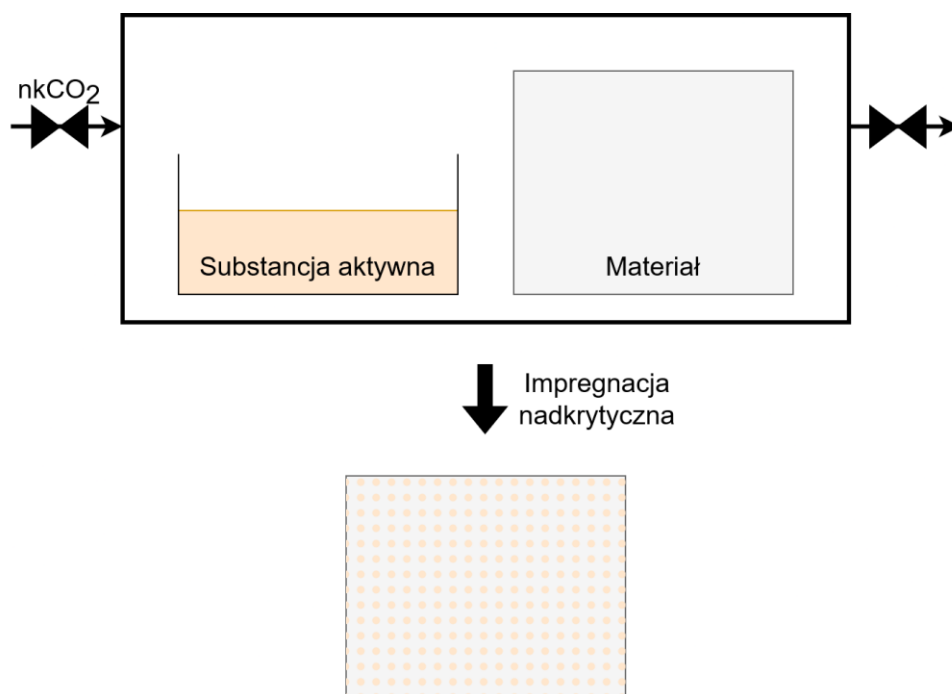 nkCO2
Substancja aktywna
Materiał
Impregnacja
nadkrytyczna